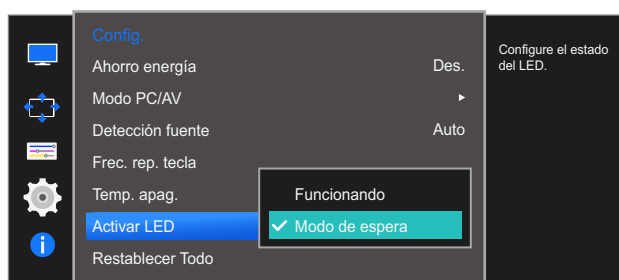 Config.
Ahorro energía Des.
Modo PC/AV
Detección fuente Auto
Frec. rep. tecla
Temp. apag.
Activar LED
Restablecer Todo
Funcionando
Modo de espera
Configure el estado
del LED.